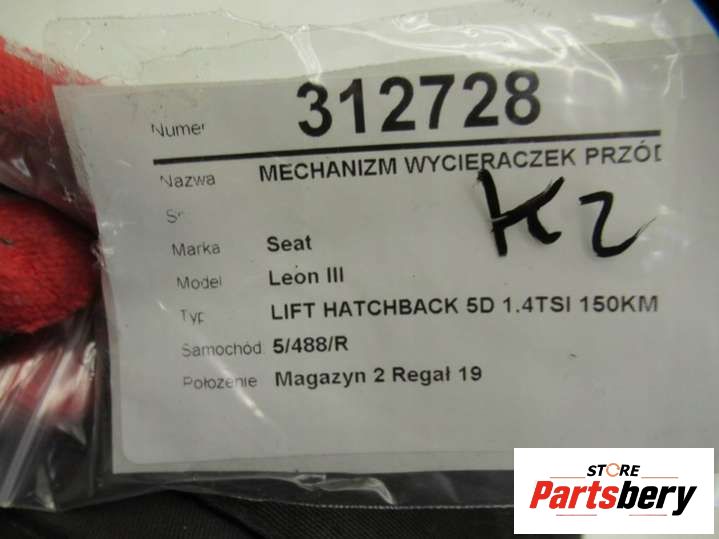 Numer 312728
Nazwa MECHANIZM WYCIERACZEK PRZÓD
Marka Seat
Model Leon III
Typ LIFT HATCHBACK 5D 1.4TSI 150KM
Samochód 5/488/R
Położenie Magazyn 2 Regał 19
STORE
Partsbery